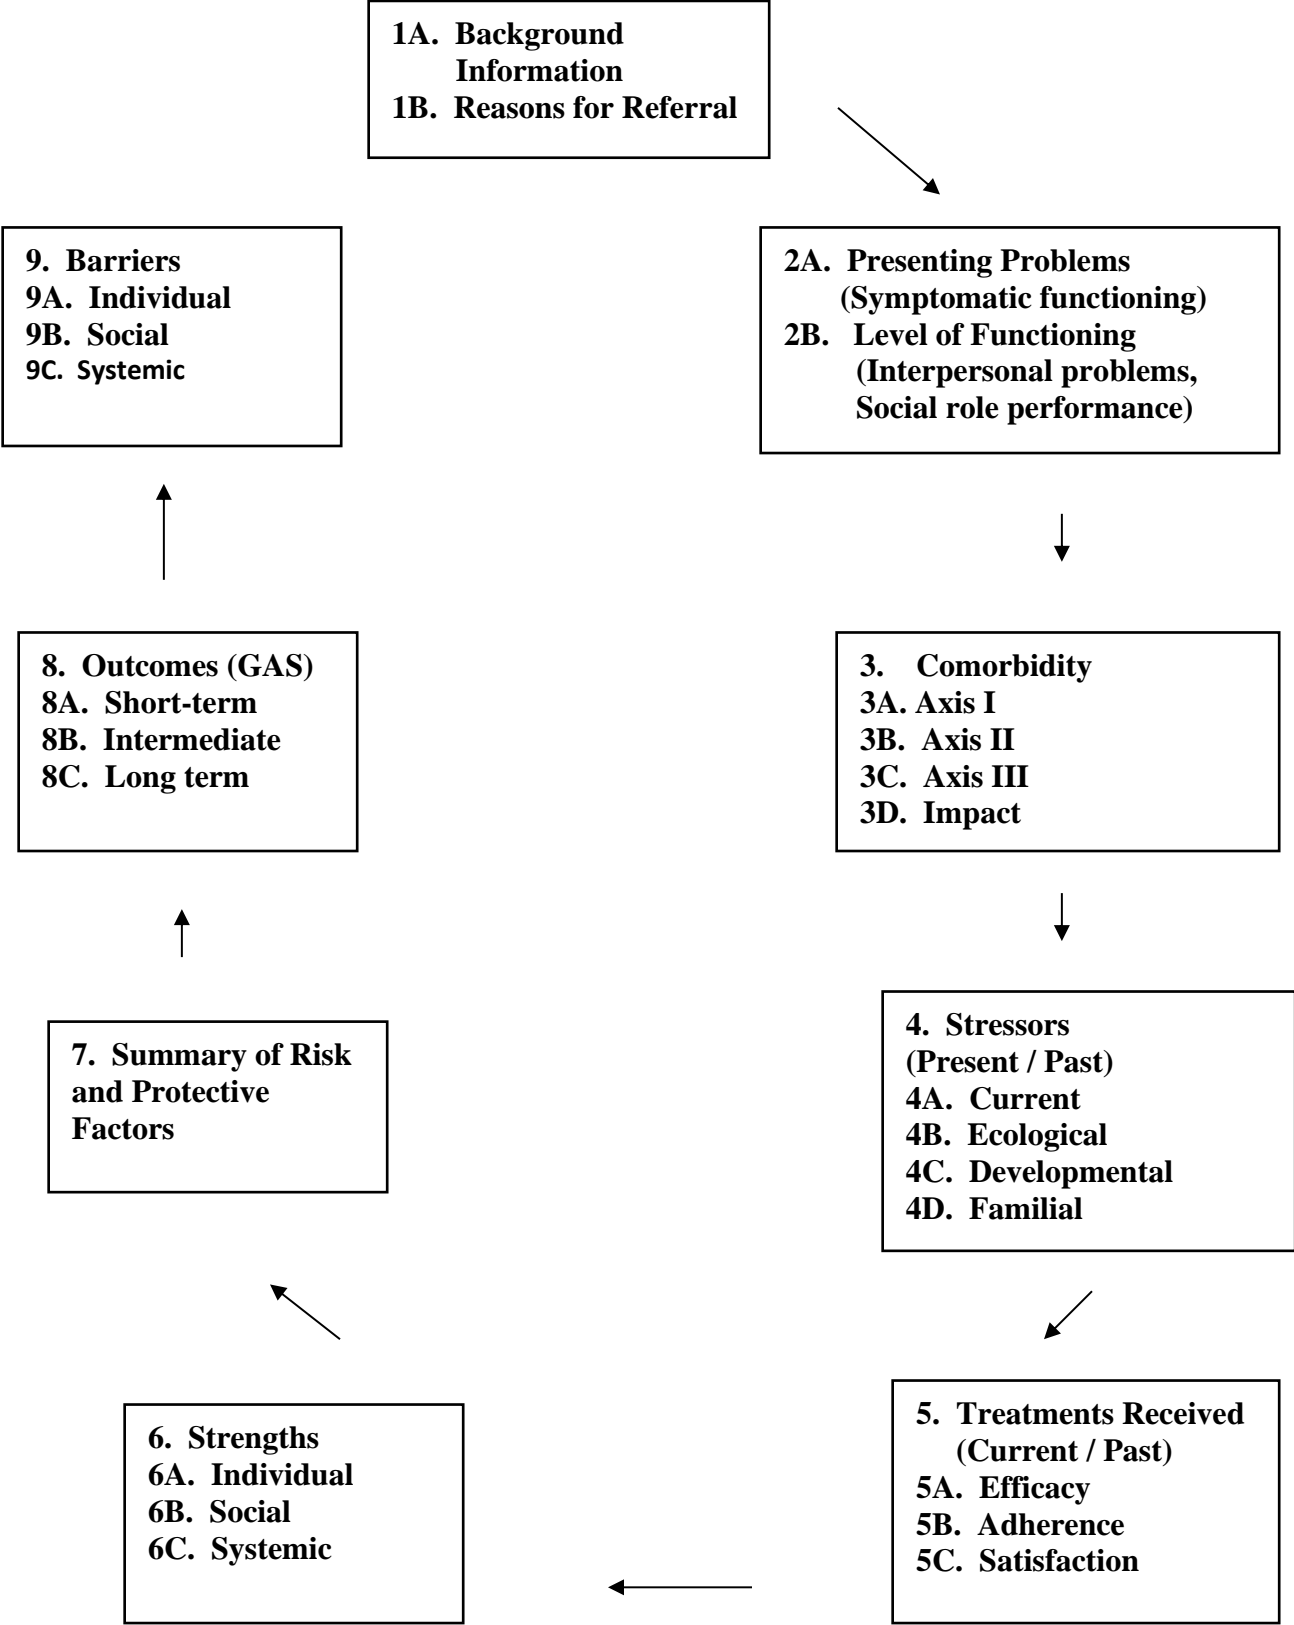 1A. Background
Information
1B. Reasons for Referral
2A. Presenting Problems
(Symptomatic functioning)
2B. Level of Functioning
(Interpersonal problems,
Social role performance)
3. Comorbidity
3A. Axis I
3B. Axis II
3C. Axis III
3D. Impact
4. Stressors
(Present / Past)
4A. Current
4B. Ecological
4C. Developmental
4D. Familial
5. Treatments Received
(Current / Past)
5A. Efficacy
5B. Adherence
5C. Satisfaction
6. Strengths
6A. Individual
6B. Social
6C. Systemic
7. Summary of Risk
and Protective
Factors
8. Outcomes (GAS)
8A. Short-term
8B. Intermediate
8C. Long term
9. Barriers
9A. Individual
9B. Social
9C. Systemic